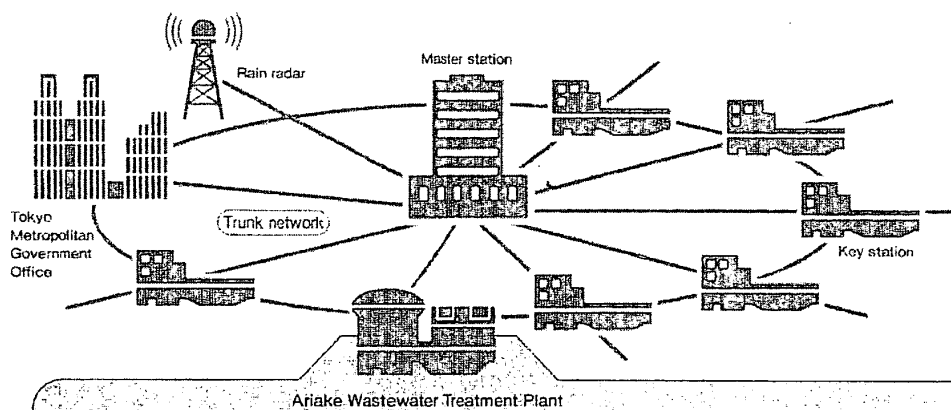 Rain radar
Master station
Tokyo
Metropolitan
Government
Office
Trunk network
Key station
Ariake Wastewater Treatment Plant